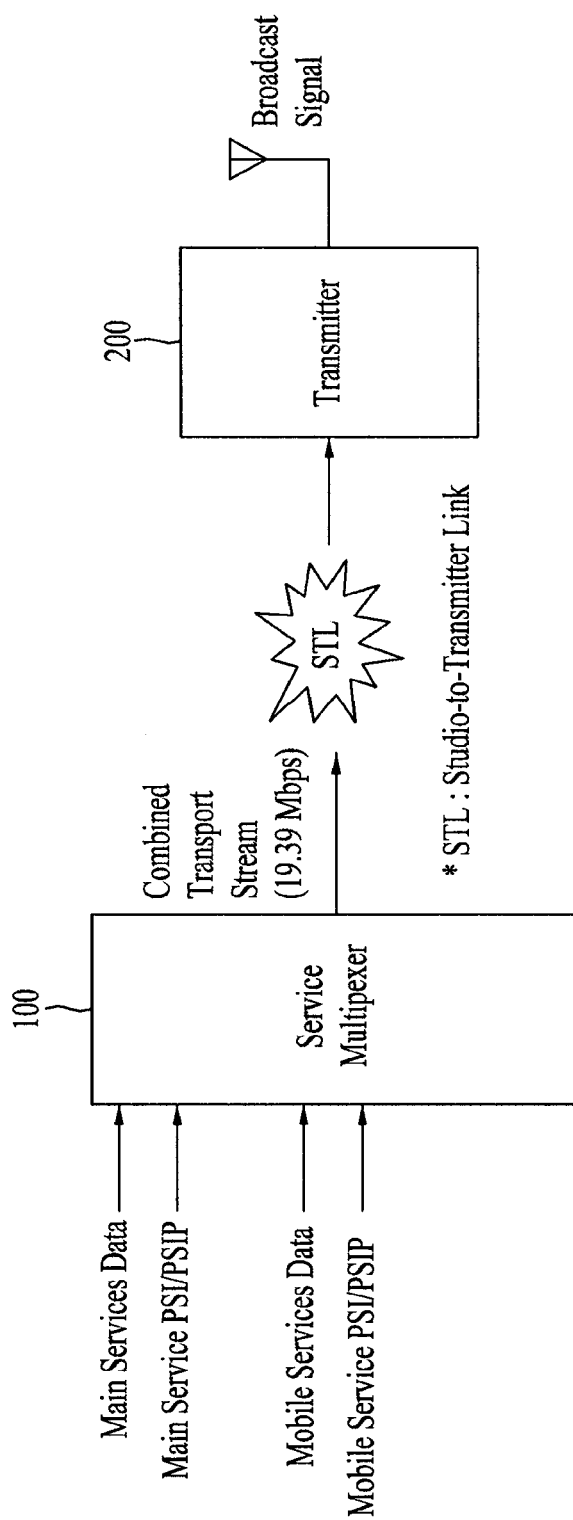 Main Services Data
Main Service PSI/PSIP
Mobile Services Data
Mobile Service PSI/PSIP
100
Service
Multipexer
Combined
Transport
Stream
(19.39 Mbps)
STL
* STL : Studio-to-Transmitter Link
200
Transmitter
Broadcast
Signal